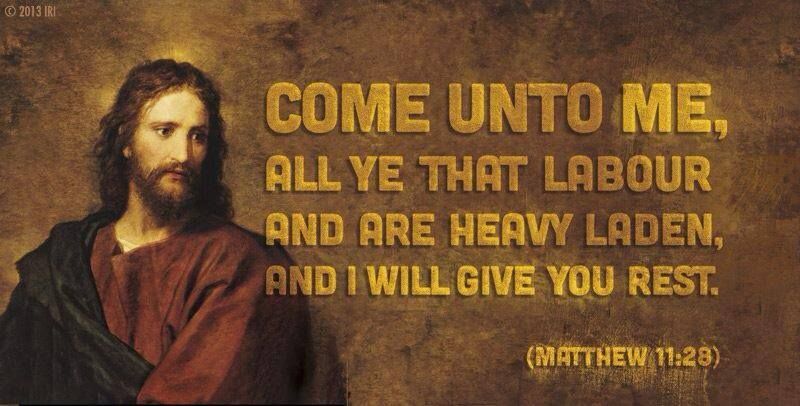 © 2013 IRI
COME UNTO ME,
ALL YE THAT LABOUR
AND ARE HEAVY LADEN,
AND I WILL GIVE YOU REST.
(MATTHEW 11:28)